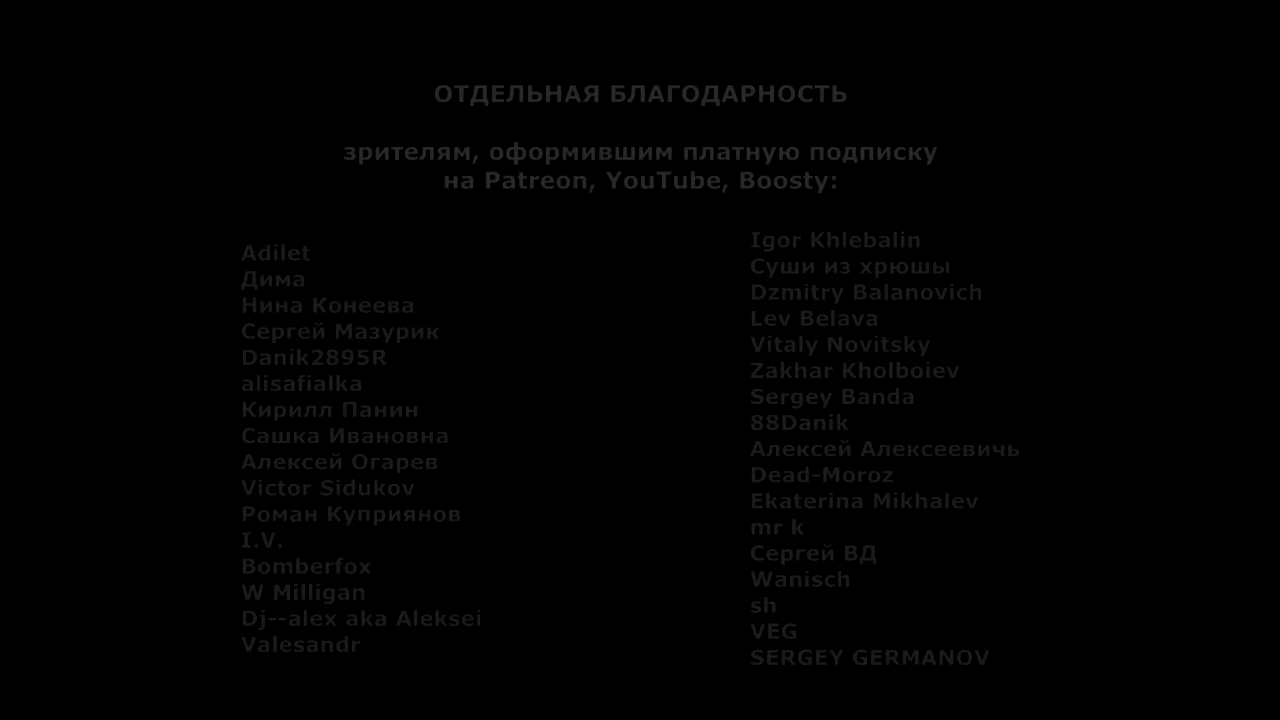 ОТДЕЛЬНАЯ БЛАГОДАРНОСТЬ
зрителям, оформившим платную подписку
на Patreon, YouTube, Boosty:
Adilet
Дима
Нина Конеева
Сергей Мазурик
Danik2895R
alisafialka
Кирилл Панин
Сашка Ивановна
Алексей Огарев
Victor Sidukov
Роман Куприянов
I.V.
Bomberfox
W Milligan
Dj--alex aka Aleksei
Valesandr
Igor Khlebalin
Суши из хрюшы
Dzmitry Balanovich
Lev Belava
Vitaly Novitsky
Zakhar Kholboiev
Sergey Banda
88Danik
Алексей Алексеевичь
Dead-Moroz
Ekaterina Mikhalev
mr k
Сергей ВД
Wanisch
sh
VEG
SERGEY GERMANOV